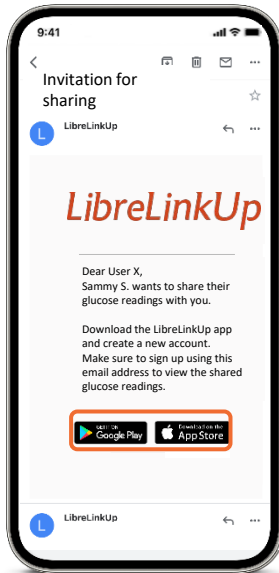 9:41
Invitation for
sharing
L
LibreLinkUp
LibreLinkUp
Dear User X,
Sammy S. wants to share their
glucose readings with you.
Download the LibreLinkUp app
and create a new account.
Make sure to sign up using this
email address to view the shared
glucose readings.
GET IT ON
Google Play
Download on the
App Store
L
LibreLinkUp